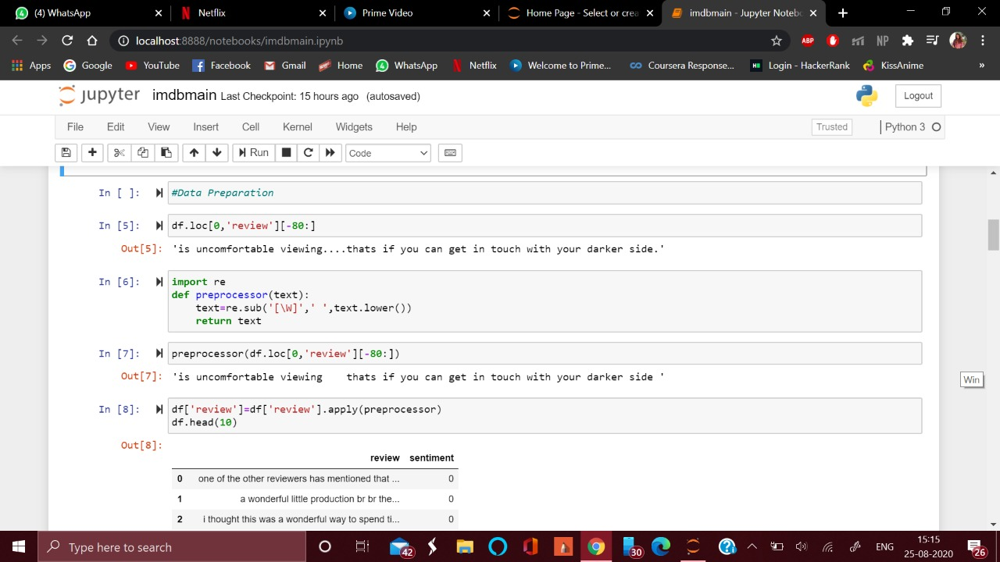 (4) WhatsApp
Netflix
Prime Video
Home Page - Select or crea
imdbmain - Jupyter Notebo
localhost:8888/notebooks/imdbmain.ipynb
ABP
NP
Apps
Google
YouTube
Facebook
Gmail
Home
WhatsApp
Netflix
Welcome to Prime...
Coursera Response...
Login - HackerRank
KissAnime
»
jupyter imdbmain Last Checkpoint: 15 hours ago (autosaved)
Logout
File Edit View Insert Cell Kernel Widgets Help
Trusted
Python 3
Run
Code
In [ ]: #Data Preparation
In [5]: df.loc[0,'review'][-80:]
Out[5]: 'is uncomfortable viewing....thats if you can get in touch with your darker side.'
In [6]: import re
def preprocessor(text):
    text=re.sub('[\W]',' ',text.lower())
    return text
In [7]: preprocessor(df.loc[0,'review'][-80:])
Out[7]: 'is uncomfortable viewing    thats if you can get in touch with your darker side '
Win
In [8]: df['review']=df['review'].apply(preprocessor)
df.head(10)
Out[8]:
review sentiment
0 one of the other reviewers has mentioned that ... 0
1 a wonderful little production br br the... 0
2 i thought this was a wonderful way to spend ti... 0
Type here to search
42
30
ENG
15:15
25-08-2020
26